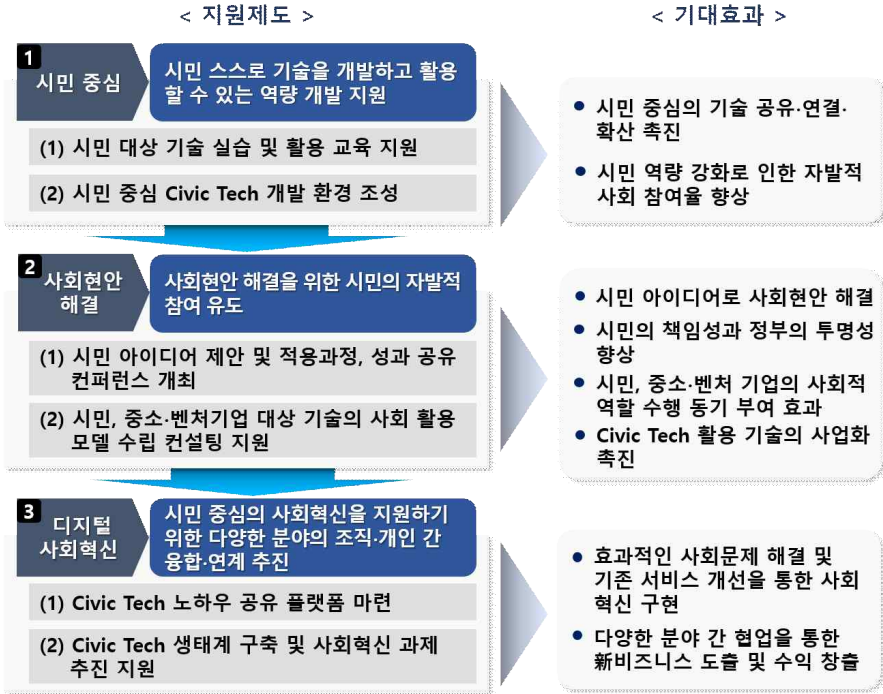 < 지원제도 >
< 기대효과 >
1
시민 중심
시민 스스로 기술을 개발하고 활용
할 수 있는 역량 개발 지원
(1) 시민 대상 기술 실습 및 활용 교육 지원
(2) 시민 중심 Civic Tech 개발 환경 조성
● 시민 중심의 기술 공유·연결·
확산 촉진
● 시민 역량 강화로 인한 자발적
사회 참여율 향상
2
사회현안
해결
사회현안 해결을 위한 시민의 자발적
참여 유도
(1) 시민 아이디어 제안 및 적용과정, 성과 공유
컨퍼런스 개최
(2) 시민, 중소·벤처기업 대상 기술의 사회 활용
모델 수립 컨설팅 지원
● 시민 아이디어로 사회현안 해결
● 시민의 책임성과 정부의 투명성
향상
● 시민, 중소·벤처 기업의 사회적
역할 수행 동기 부여 효과
● Civic Tech 활용 기술의 사업화
촉진
3
디지털
사회혁신
시민 중심의 사회혁신을 지원하기
위한 다양한 분야의 조직·개인 간
융합·연계 추진
(1) Civic Tech 노하우 공유 플랫폼 마련
(2) Civic Tech 생태계 구축 및 사회혁신 과제
추진 지원
● 효과적인 사회문제 해결 및
기존 서비스 개선을 통한 사회
혁신 구현
● 다양한 분야 간 협업을 통한
新비즈니스 도출 및 수익 창출